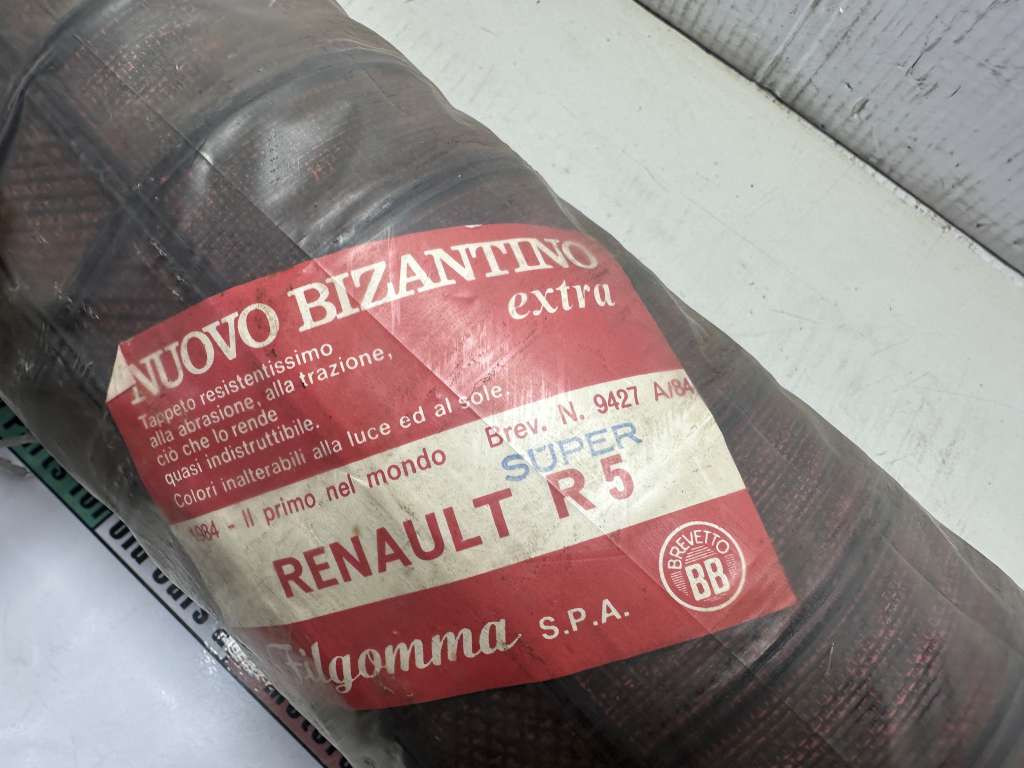 NUOVO BIZANTINO
extra
Tappeto resistentissimo
alla abrasione, alla trazione,
ciò che lo rende
quasi indistruttibile.
Colori inalterabili alla luce ed al sole
1984 - Il primo nel mondo Brev. N. 9427 A/84
SUPER
RENAULT R 5
BREVETTO
BB
Filgomma S.P.A.